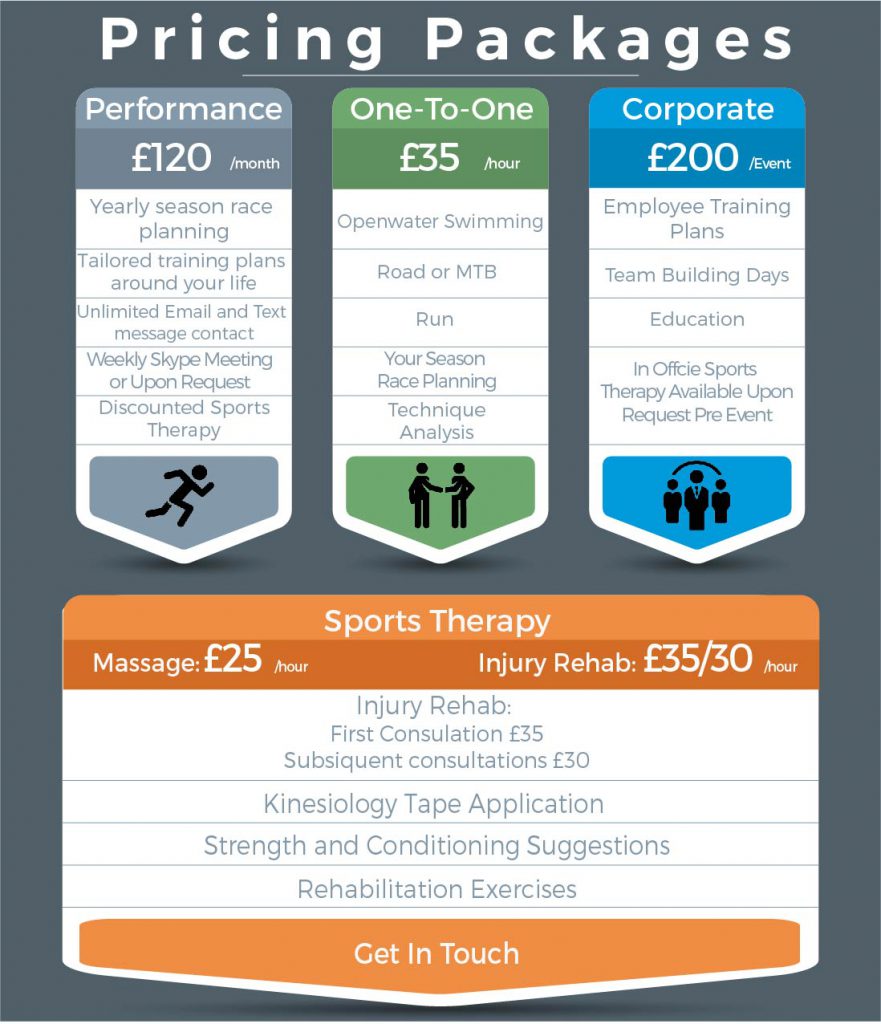 Pricing Packages
Performance
£120 /month
Yearly season race
planning
Tailored training plans
around your life
Unlimited Email and Text
message contact
Weekly Skype Meeting
or Upon Request
Discounted Sports
Therapy
One-To-One
£35 /hour
Openwater Swimming
Road or MTB
Run
Your Season
Race Planning
Technique
Analysis
Corporate
£200 /Event
Employee Training
Plans
Team Building Days
Education
In Offcie Sports
Therapy Available Upon
Request Pre Event
Sports Therapy
Massage: £25 /hour
Injury Rehab: £35/30 /hour
Injury Rehab:
First Consulation £35
Subsiquent consultations £30
Kinesiology Tape Application
Strength and Conditioning Suggestions
Rehabilitation Exercises
Get In Touch